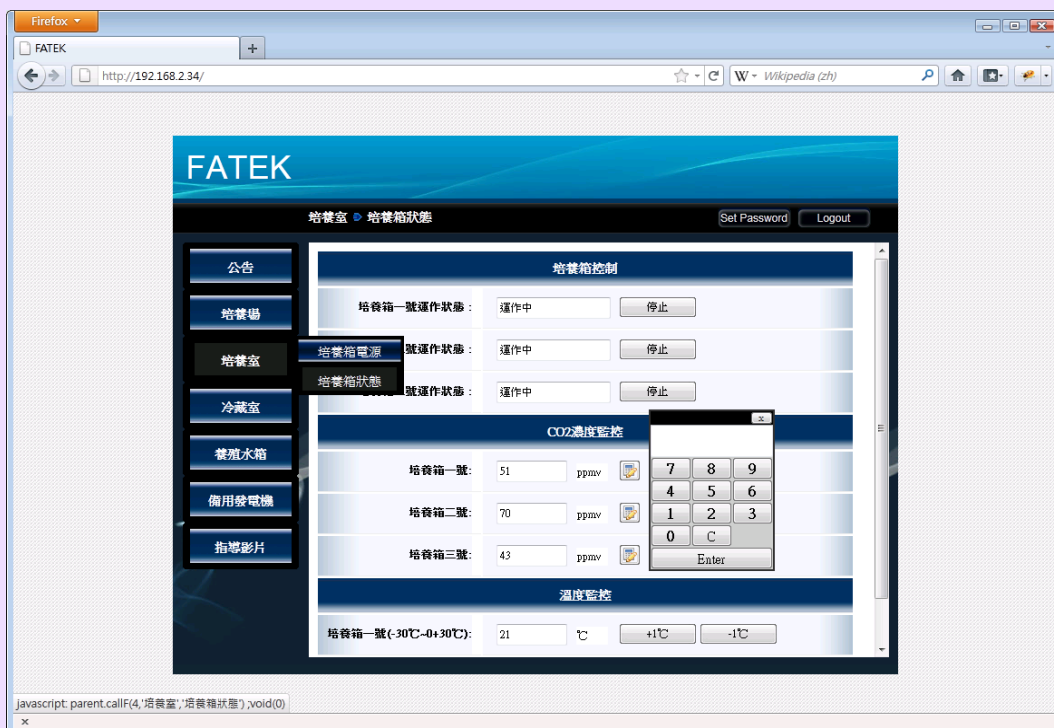 Firefox
FATEK
http://192.168.2.34/
W Wikipedia (zh)
FATEK
培養室 培養箱狀態
Set Password Logout
公告
培養場
培養室
冷藏室
養殖水箱
備用發電機
指導影片
培養箱電源
培養箱狀態
培養箱控制
培養箱一號運作狀態 : 運作中 停止
號運作狀態 : 運作中 停止
號運作狀態 : 運作中 停止
CO2濃度監控
培養箱一號: 51 ppmv
培養箱二號: 70 ppmv
培養箱三號: 43 ppmv
x
7 8 9
4 5 6
1 2 3
0 C
Enter
溫度監控
培養箱一號(-30℃~0+30℃): 21 ℃ +1℃ -1℃
javascript: parent.callF(4,'培養室','培養箱狀態') ;void(0)